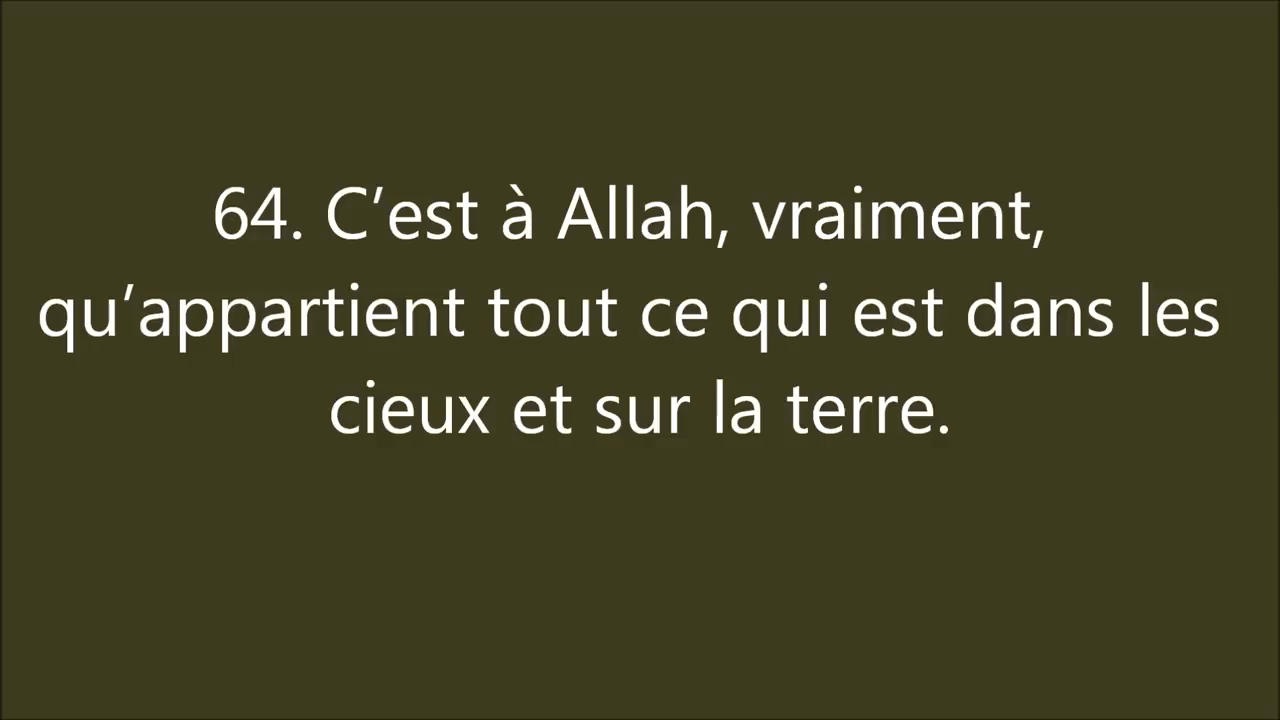 64. C’est à Allah, vraiment,
qu’appartient tout ce qui est dans les
cieux et sur la terre.